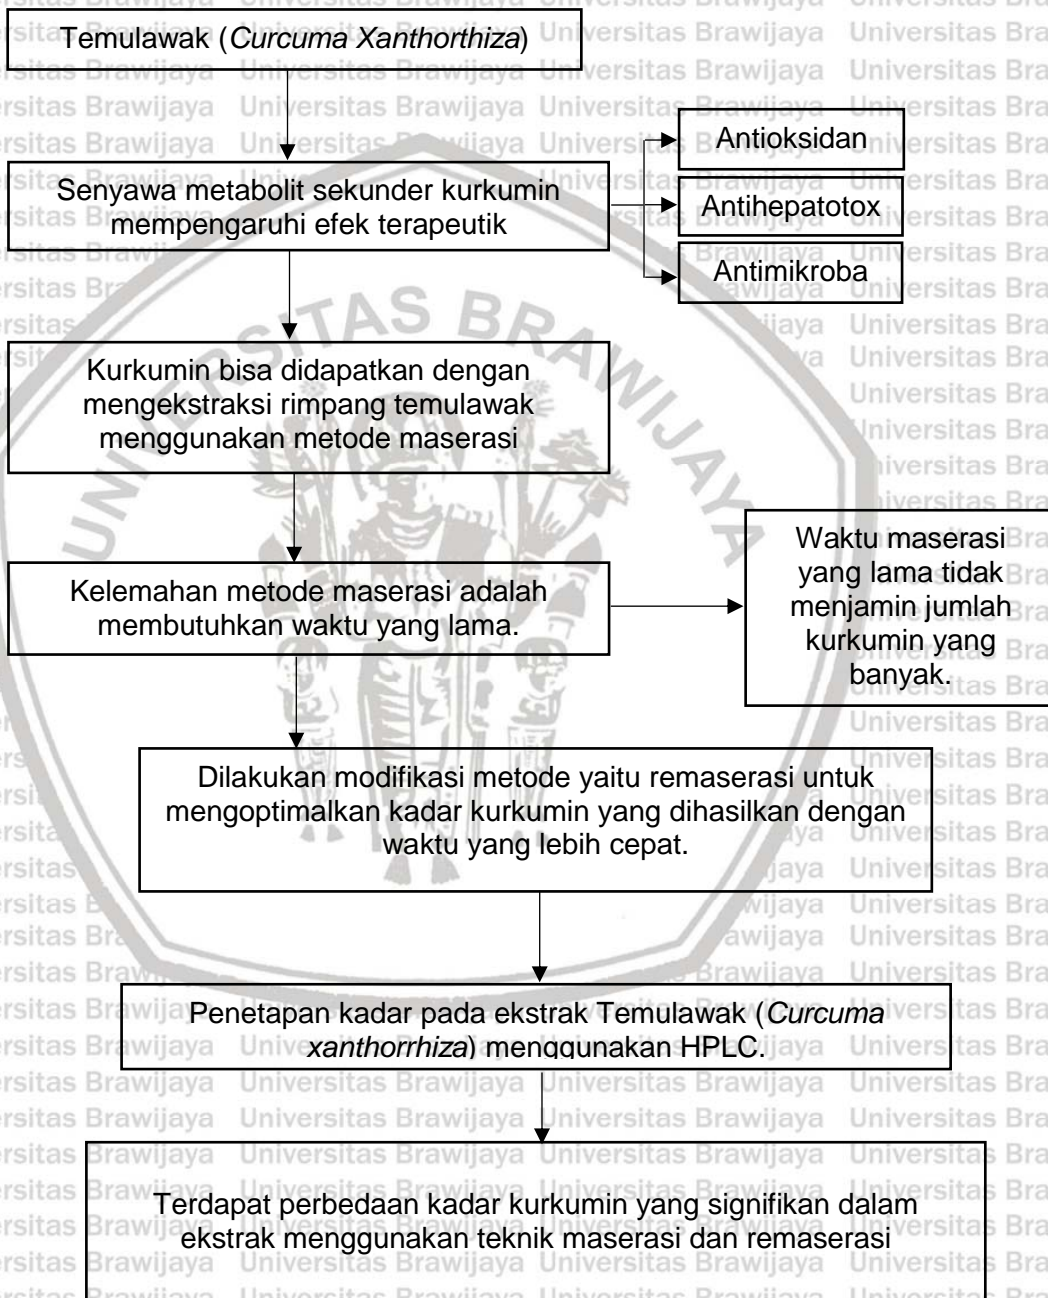 Temulawak (Curcuma Xanthorthiza)
Senyawa metabolit sekunder kurkumin
mempengaruhi efek terapeutik
Antioksidan
Antihepatotox
Antimikroba
Kurkumin bisa didapatkan dengan
mengekstraksi rimpang temulawak
menggunakan metode maserasi
Kelemahan metode maserasi adalah
membutuhkan waktu yang lama.
Waktu maserasi
yang lama tidak
menjamin jumlah
kurkumin yang
banyak.
Dilakukan modifikasi metode yaitu remaserasi untuk
mengoptimalkan kadar kurkumin yang dihasilkan dengan
waktu yang lebih cepat.
Penetapan kadar pada ekstrak Temulawak (Curcuma
xanthorrhiza) menggunakan HPLC.
Terdapat perbedaan kadar kurkumin yang signifikan dalam
ekstrak menggunakan teknik maserasi dan remaserasi
UNIVERSITAS BRAWIJAYA